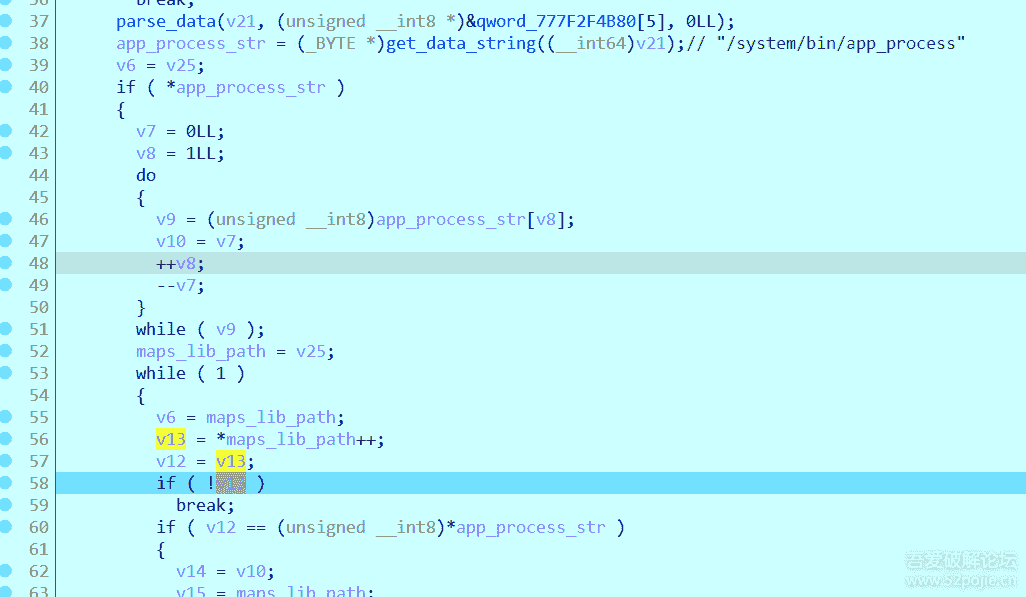 36 break;
37 parse_data(v21, (unsigned __int8 *)&qword_777F2F4B80[5], 0LL);
38 app_process_str = (_BYTE *)get_data_string((__int64)v21);// "/system/bin/app_process"
39 v6 = v25;
40 if ( *app_process_str )
41 {
42 v7 = 0LL;
43 v8 = 1LL;
44 do
45 {
46 v9 = (unsigned __int8)app_process_str[v8];
47 v10 = v7;
48 ++v8;
49 --v7;
50 }
51 while ( v9 );
52 maps_lib_path = v25;
53 while ( 1 )
54 {
55 v6 = maps_lib_path;
56 v13 = *maps_lib_path++;
57 v12 = v13;
58 if ( !v13 )
59 break;
60 if ( v12 == (unsigned __int8)*app_process_str )
61 {
62 v14 = v10;
63 v15 = maps_lib_path;
吾爱破解论坛
www.52pojie.cn